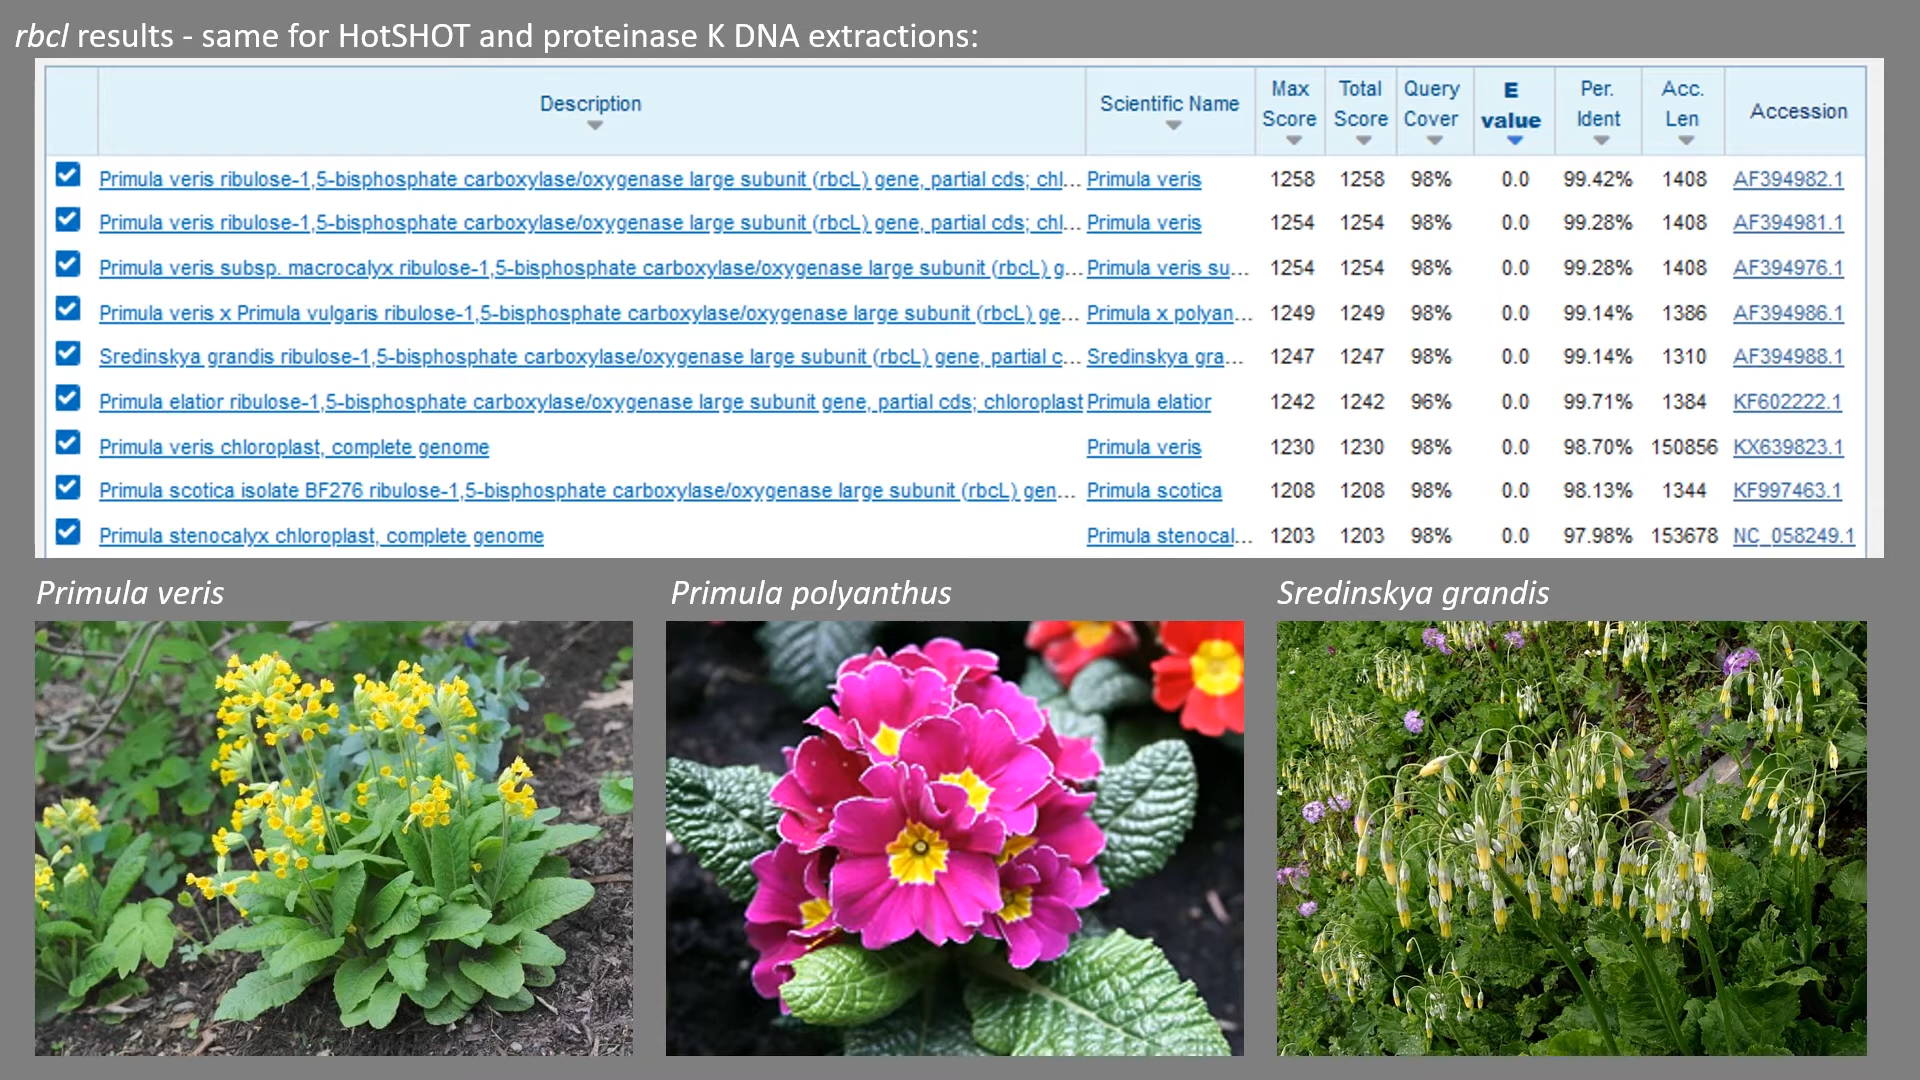 rbcl results - same for HotSHOT and proteinase K DNA extractions:
Description Scientific Name Max Score Total Score Query Cover E value Per. Ident Acc. Len Accession
Primula veris ribulose-1,5-bisphosphate carboxylase/oxygenase large subunit (rbcL) gene, partial cds; chl... Primula veris 1258 1258 98% 0.0 99.42% 1408 AF394982.1
Primula veris ribulose-1,5-bisphosphate carboxylase/oxygenase large subunit (rbcL) gene, partial cds; chl... Primula veris 1254 1254 98% 0.0 99.28% 1408 AF394981.1
Primula veris subsp. macrocalyx ribulose-1,5-bisphosphate carboxylase/oxygenase large subunit (rbcL) g... Primula veris su... 1254 1254 98% 0.0 99.28% 1408 AF394976.1
Primula veris x Primula vulgaris ribulose-1,5-bisphosphate carboxylase/oxygenase large subunit (rbcL) ge... Primula x polyan... 1249 1249 98% 0.0 99.14% 1386 AF394986.1
Sredinskya grandis ribulose-1,5-bisphosphate carboxylase/oxygenase large subunit (rbcL) gene, partial c... Sredinskya gra... 1247 1247 98% 0.0 99.14% 1310 AF394988.1
Primula elatior ribulose-1,5-bisphosphate carboxylase/oxygenase large subunit gene, partial cds; chloroplast Primula elatior 1242 1242 96% 0.0 99.71% 1384 KF602222.1
Primula veris chloroplast, complete genome Primula veris 1230 1230 98% 0.0 98.70% 150856 KX639823.1
Primula scotica isolate BF276 ribulose-1,5-bisphosphate carboxylase/oxygenase large subunit (rbcL) gen... Primula scotica 1208 1208 98% 0.0 98.13% 1344 KF997463.1
Primula stenocalyx chloroplast, complete genome Primula stenocal... 1203 1203 98% 0.0 97.98% 153678 NC_058249.1
Primula veris Primula polyanthus Sredinskya grandis